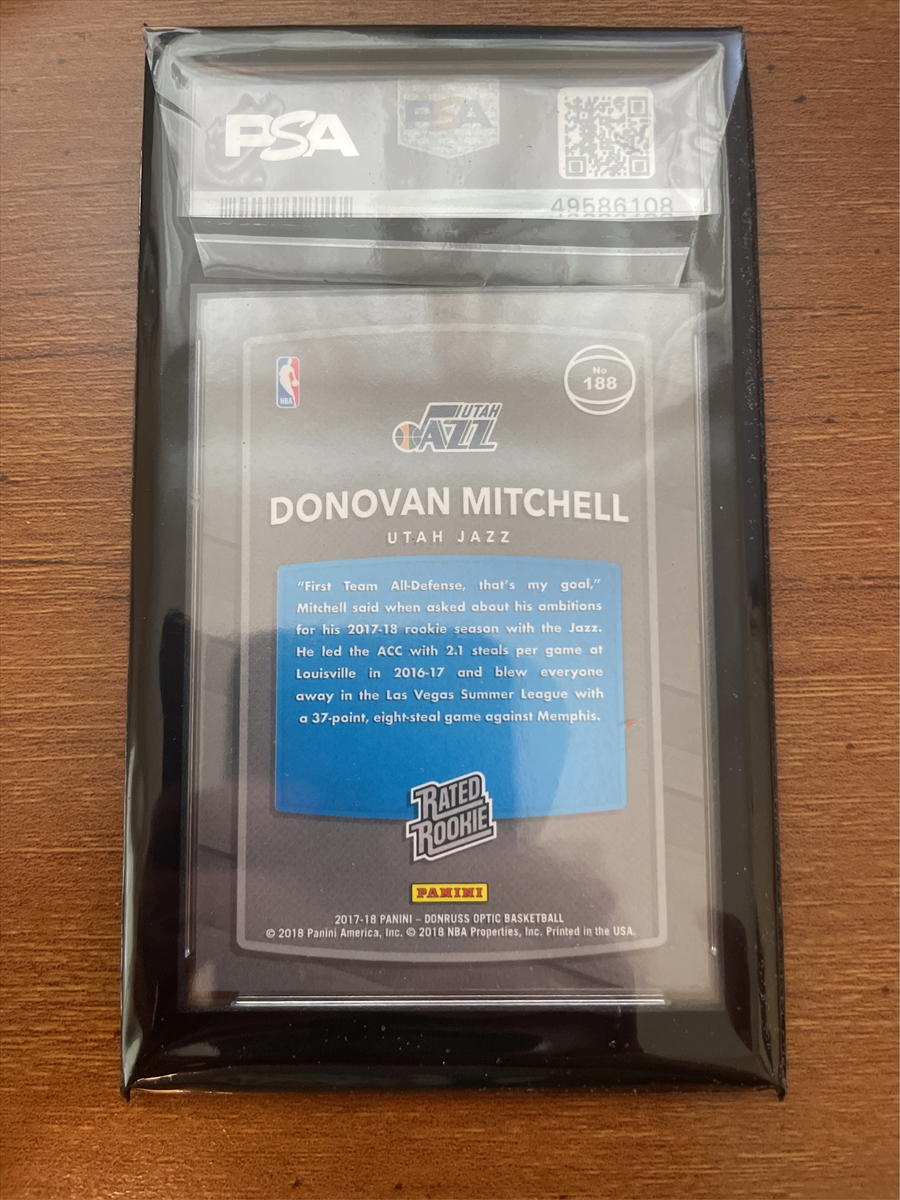 PSA
PSA
49586108
NBA
No
188
UTAH
JAZZ
DONOVAN MITCHELL
UTAH JAZZ
"First Team All-Defense, that's my goal,"
Mitchell said when asked about his ambitions
for his 2017-18 rookie season with the Jazz.
He led the ACC with 2.1 steals per game at
Louisville in 2016-17 and blew everyone
away in the Las Vegas Summer League with
a 37-point, eight-steal game against Memphis.
RATED
ROOKIE
PANINI
2017-18 PANINI – DONRUSS OPTIC BASKETBALL
© 2018 Panini America, Inc. © 2018 NBA Properties, Inc. Printed in the USA.